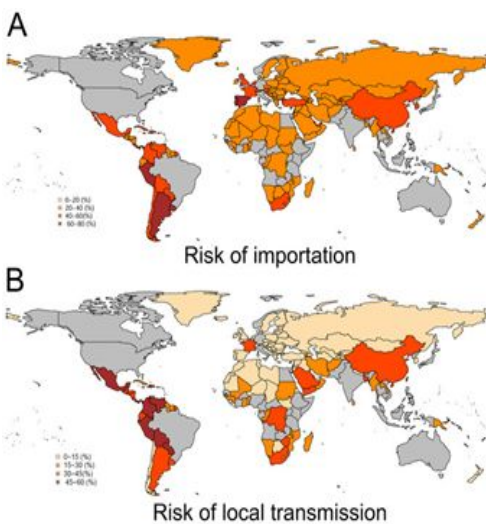 A
0-20 (%)
20-40 (%)
40-60(%)
60-80 (%)
Risk of importation
B
0-15 (%)
15-30 (%)
30-45(%)
45-60 (%)
Risk of local transmission